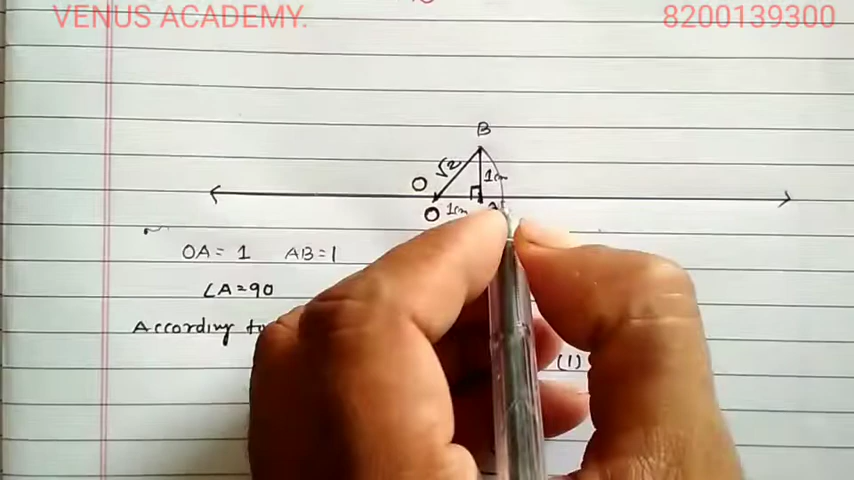 VENUS ACADEMY. 8200139300
B
√2 1cm
O
O 1cm
OA = 1 AB = 1
∠A = 90
According
(1)